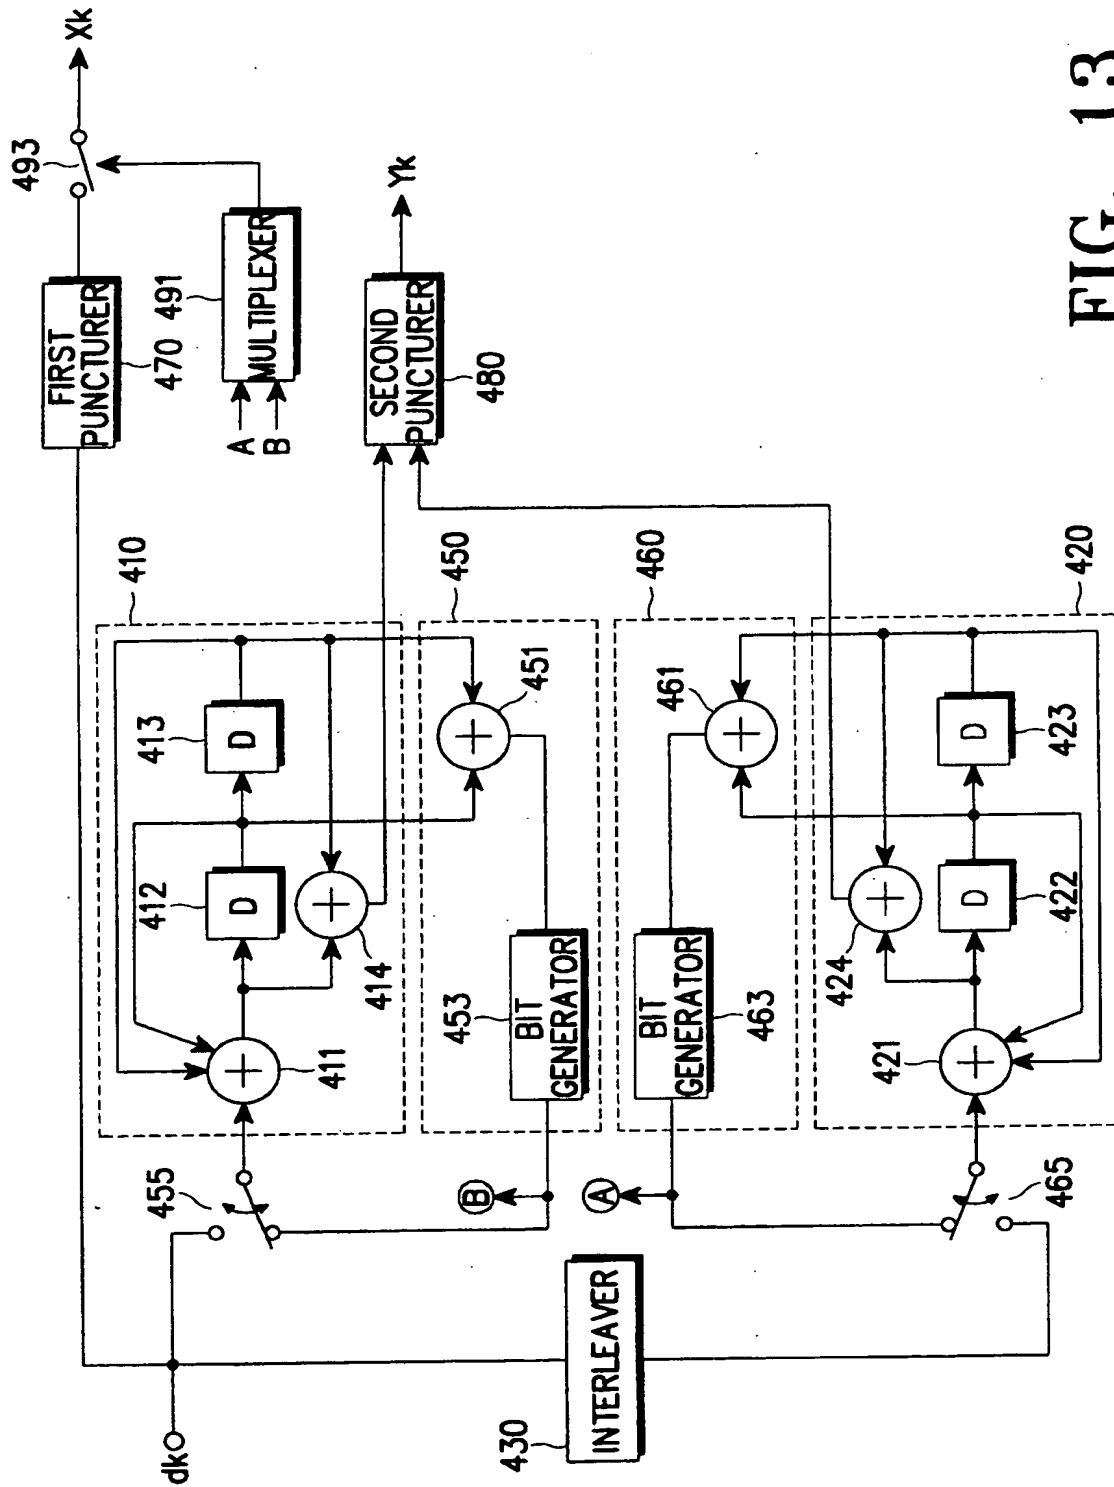 dk
430
INTERLEAVER
455
465
411
412
D
413
D
414
410
453
BIT
GENERATOR
451
450
B
463
BIT
GENERATOR
461
460
A
421
422
D
423
D
424
420
FIRST
PUNCTURER
470
493
Xk
491
MULTIPLEXER
A
B
SECOND
PUNCTURER
480
Yk
FIG. 13